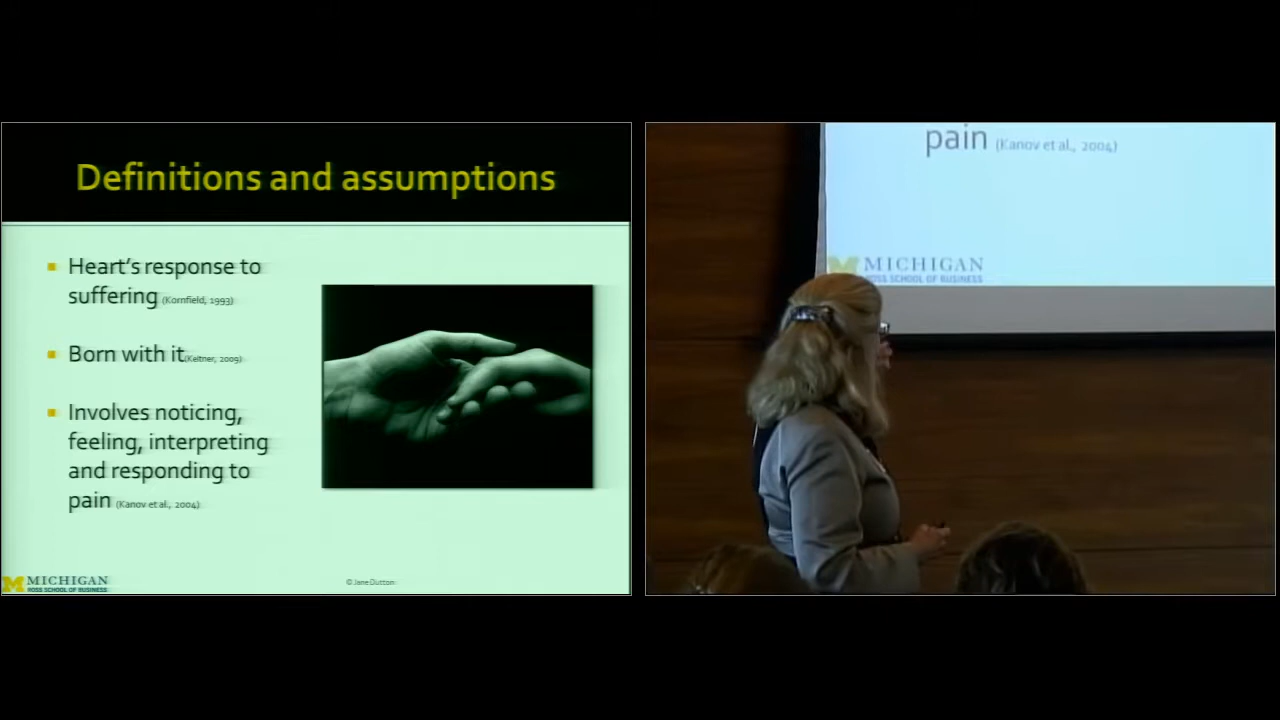 Definitions and assumptions
Heart's response to
suffering (Kornfield, 1993)
Born with it (Keltner, 2009)
Involves noticing,
feeling, interpreting
and responding to
pain (Kanov et al., 2004)
MICHIGAN
ROSS SCHOOL OF BUSINESS
© Jane Dutton
pain (Kanov et al., 2004)
MICHIGAN
ROSS SCHOOL OF BUSINESS